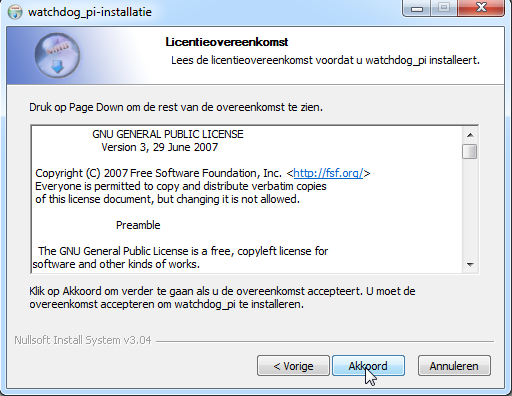 watchdog_pi-installatie
Licentieovereenkomst
Lees de licentieovereenkomst voordat u watchdog_pi installeert.
Druk op Page Down om de rest van de overeenkomst te zien.
GNU GENERAL PUBLIC LICENSE
Version 3, 29 June 2007
Copyright (C) 2007 Free Software Foundation, Inc. <http://fsf.org/>
Everyone is permitted to copy and distribute verbatim copies
of this license document, but changing it is not allowed.
Preamble
The GNU General Public License is a free, copyleft license for
software and other kinds of works.
Klik op Akkoord om verder te gaan als u de overeenkomst accepteert. U moet de
overeenkomst accepteren om watchdog_pi te installeren.
Nullsoft Install System v3.04
< Vorige
Akkoord
Annuleren